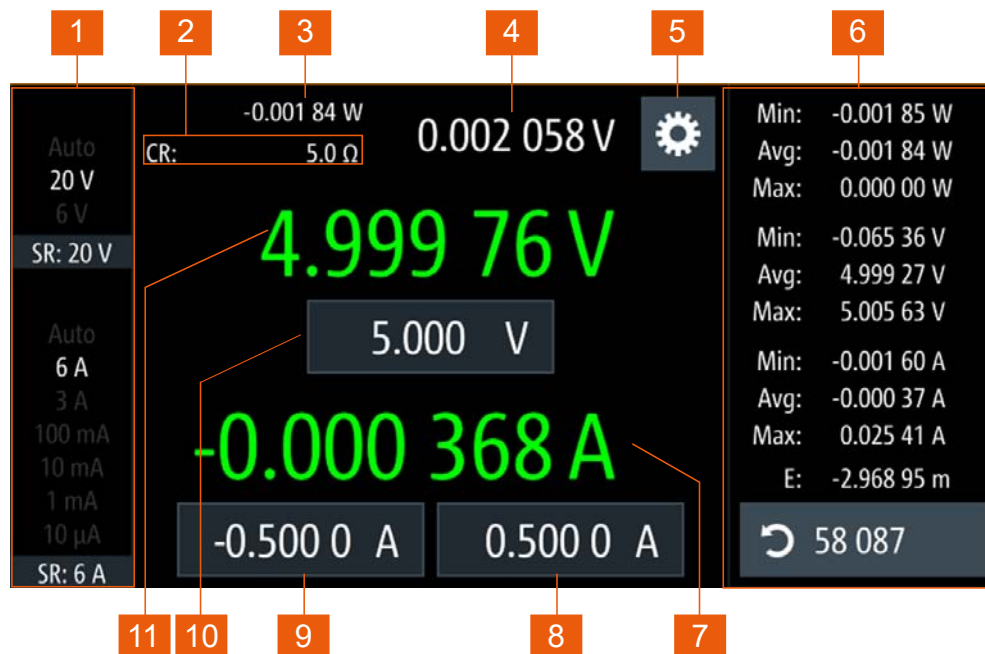 1 2 3 4 5 6
Auto
20 V
6 V
SR: 20 V
Auto
6 A
3 A
100 mA
10 mA
1 mA
10 µA
SR: 6 A
-0.001 84 W
CR: 5.0 Ω
0.002 058 V
4.999 76 V
5.000 V
-0.000 368 A
-0.500 0 A 0.500 0 A
Min: -0.001 85 W
Avg: -0.001 84 W
Max: 0.000 00 W
Min: -0.065 36 V
Avg: 4.999 27 V
Max: 5.005 63 V
Min: -0.001 60 A
Avg: -0.000 37 A
Max: 0.025 41 A
E: -2.968 95 m
58 087
11 10 9 8 7